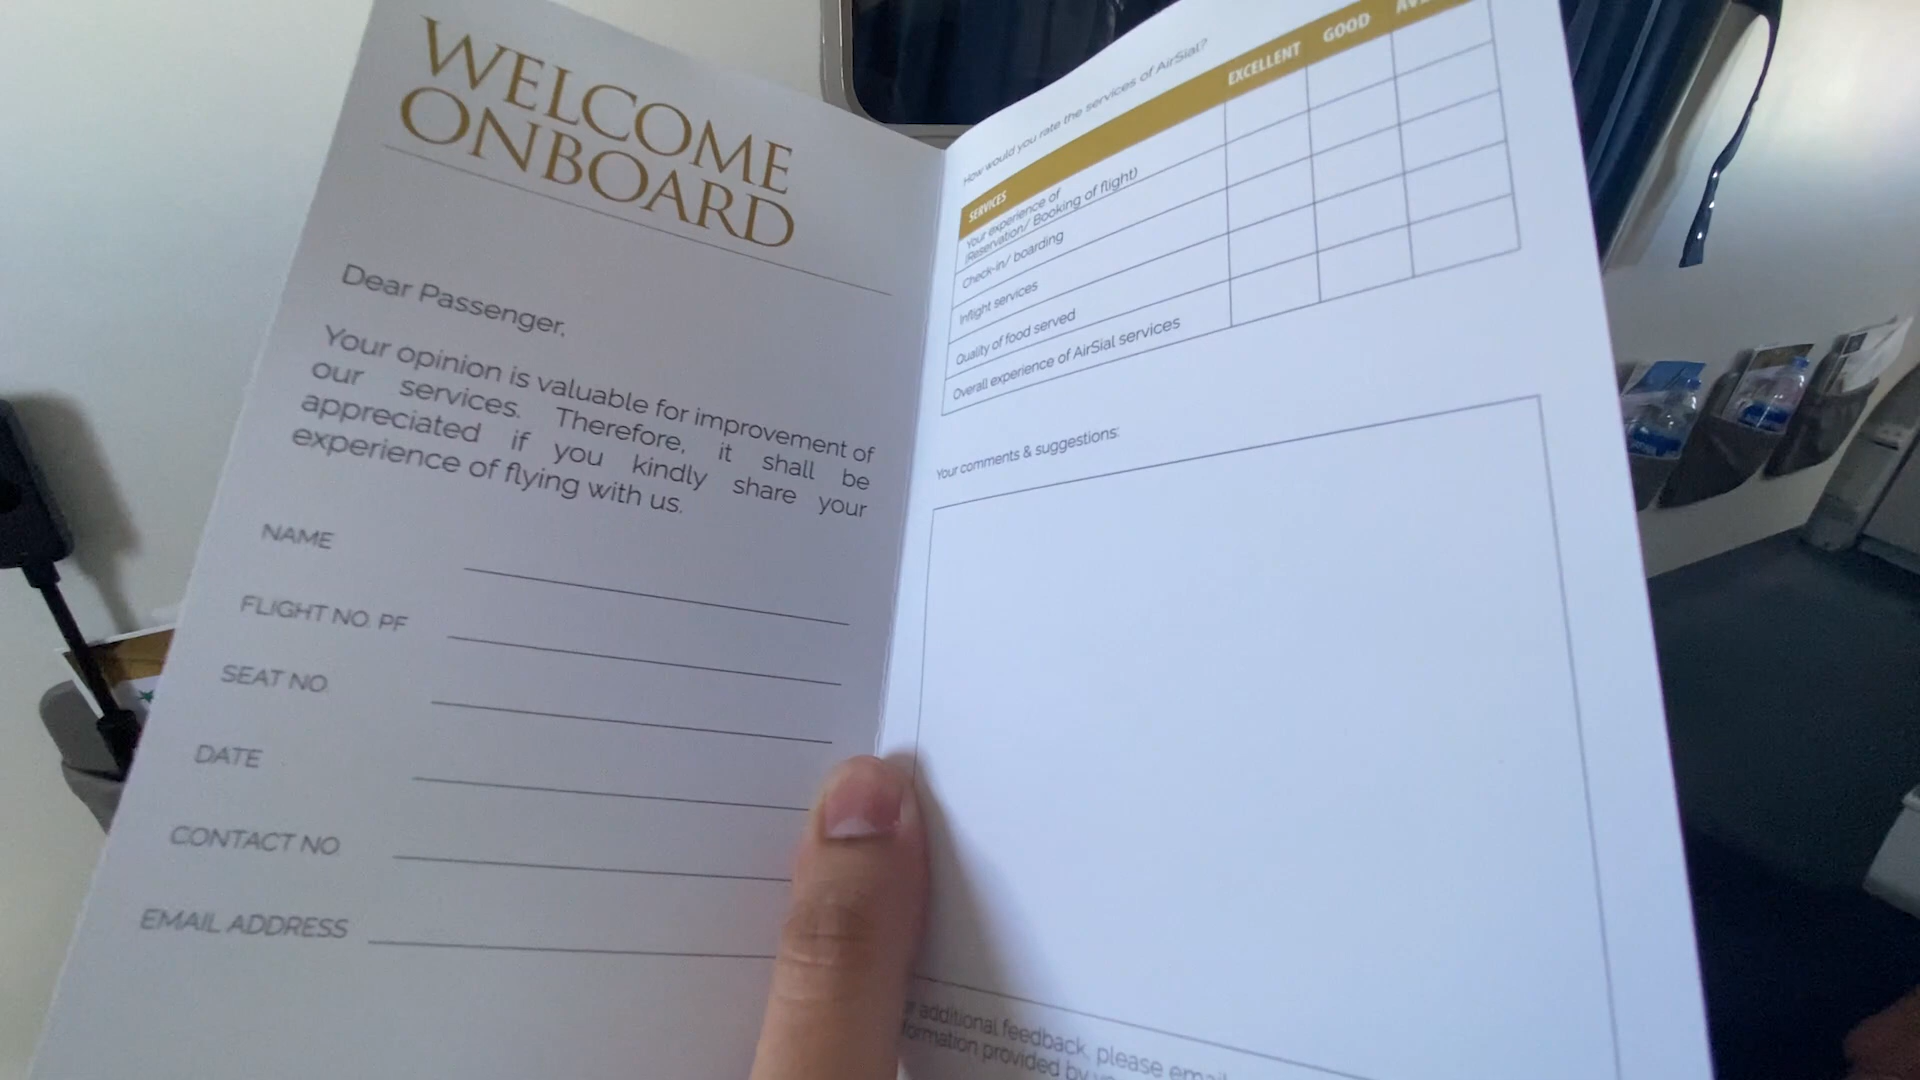 WELCOME
ONBOARD
Dear Passenger,
Your opinion is valuable for improvement of
our services. Therefore, it shall be
appreciated if you kindly share your
experience of flying with us.
NAME
FLIGHT NO. PF
SEAT NO.
DATE
CONTACT NO.
EMAIL ADDRESS
How would you rate the services of AirSial?
SERVICES EXCELLENT GOOD
Your experience of
(Reservation/ Booking of flight)
Check-in/ boarding
Inflight services
Quality of food served
Overall experience of AirSial services
Your comments & suggestions:
additional feedback, please email
provided by